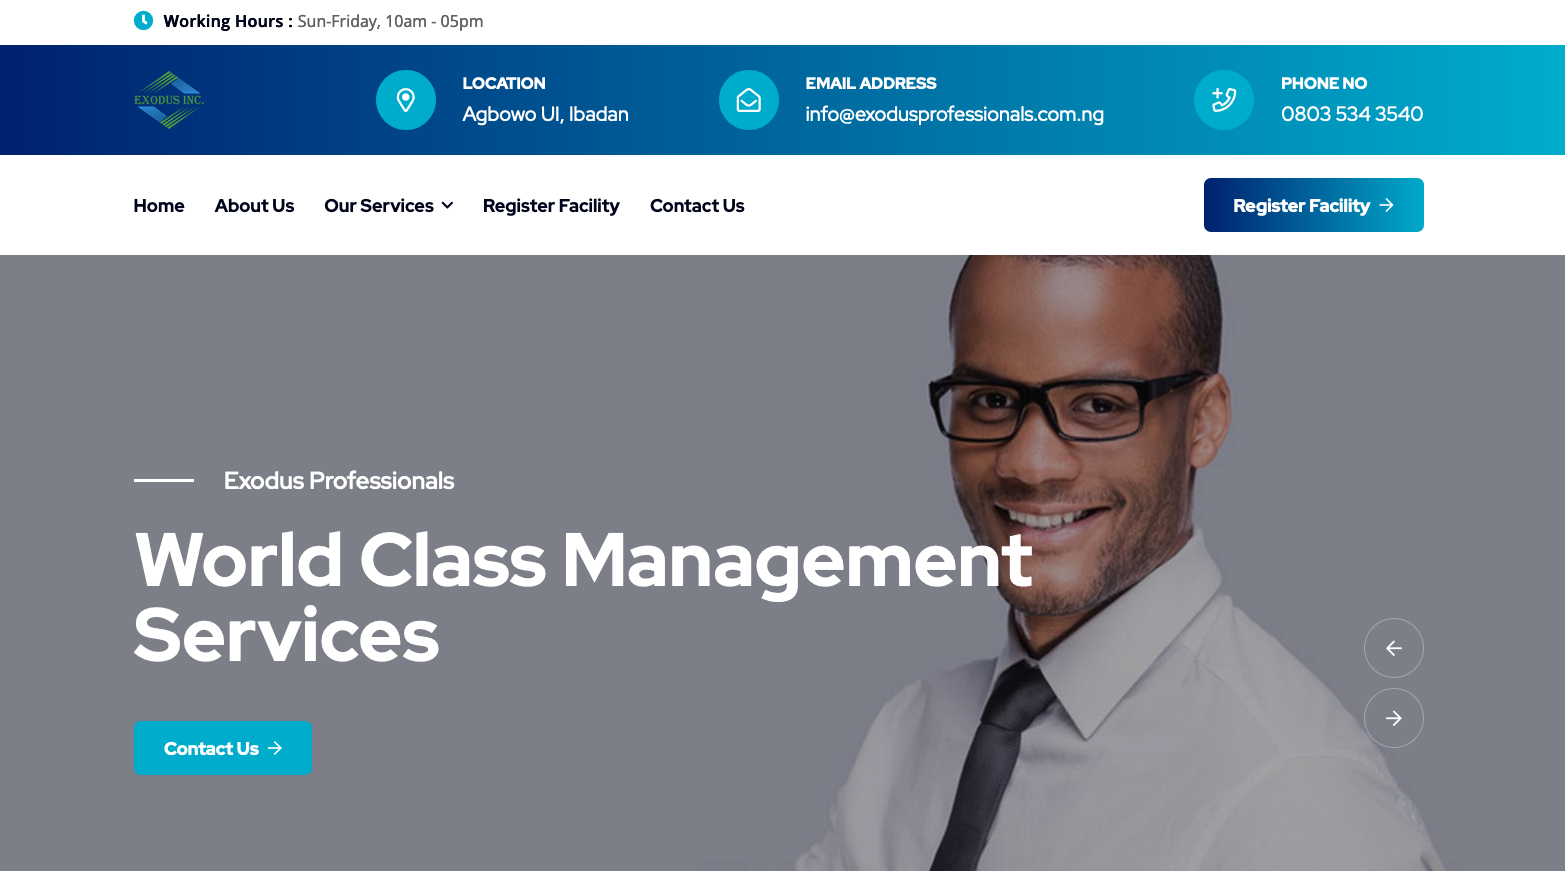 Working Hours : Sun-Friday, 10am - 05pm
EXODUS INC.
LOCATION
Agbowo UI, Ibadan
EMAIL ADDRESS
info@exodusprofessionals.com.ng
PHONE NO
0803 534 3540
Home About Us Our Services Register Facility Contact Us
Register Facility
Exodus Professionals
World Class Management
Services
Contact Us